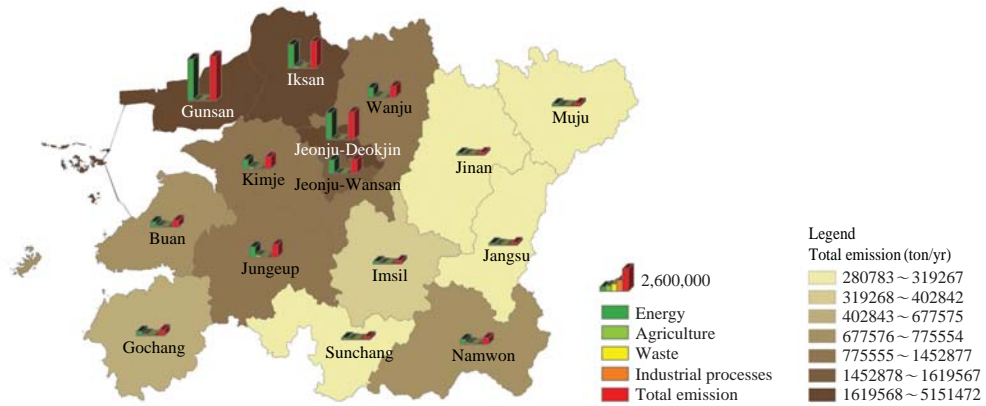 Iksan
Gunsan
Wanju
Muju
Jeonju-Deokjin
Jinan
Kimje
Jeonju-Wansan
Buan
Jungeup
Imsil
Jangsu
Gochang
Sunchang
Namwon
2,600,000
Energy
Agriculture
Waste
Industrial processes
Total emission
Legend
Total emission (ton/yr)
280783～319267
319268～402842
402843～677575
677576～775554
775555～1452877
1452878～1619567
1619568～5151472